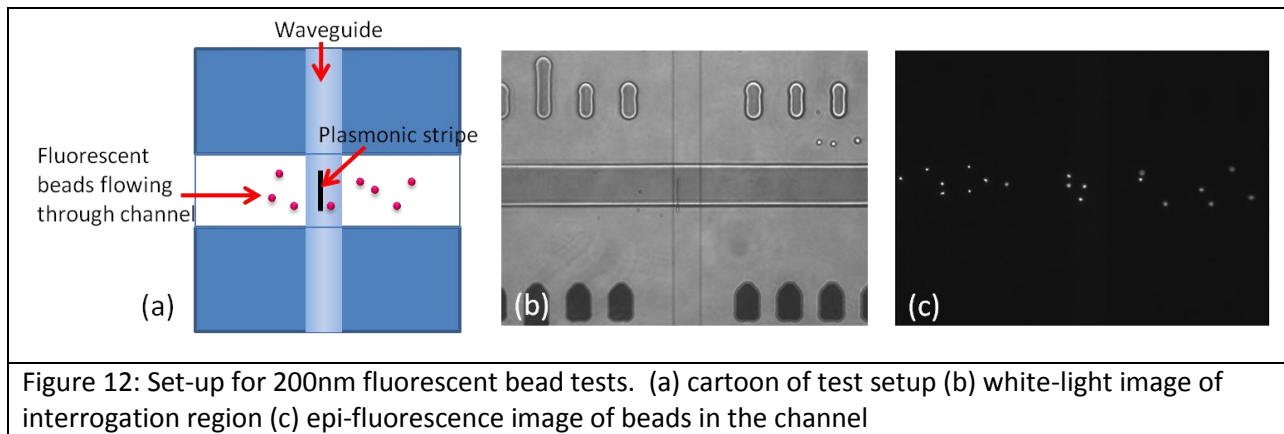 Waveguide
Plasmonic stripe
Fluorescent
beads flowing
through channel
(a)
(b)
(c)
Figure 12: Set-up for 200nm fluorescent bead tests.  (a) cartoon of test setup (b) white-light image of
interrogation region (c) epi-fluorescence image of beads in the channel